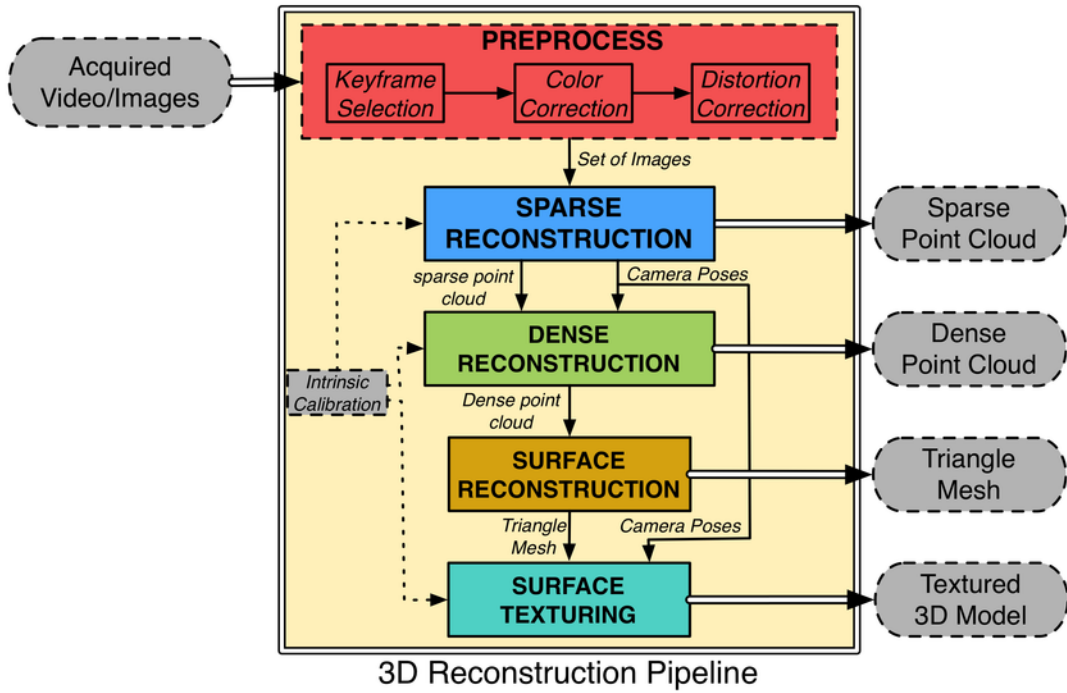 PREPROCESS
Acquired
Video/Images
Keyframe
Selection
Color
Correction
Distortion
Correction
Set of Images
SPARSE
RECONSTRUCTION
Sparse
Point Cloud
sparse point
cloud
Camera Poses
DENSE
RECONSTRUCTION
Dense
Point Cloud
Intrinsic
Calibration
Dense point
cloud
SURFACE
RECONSTRUCTION
Triangle
Mesh
Triangle
Mesh
Camera Poses
SURFACE
TEXTURING
Textured
3D Model
3D Reconstruction Pipeline